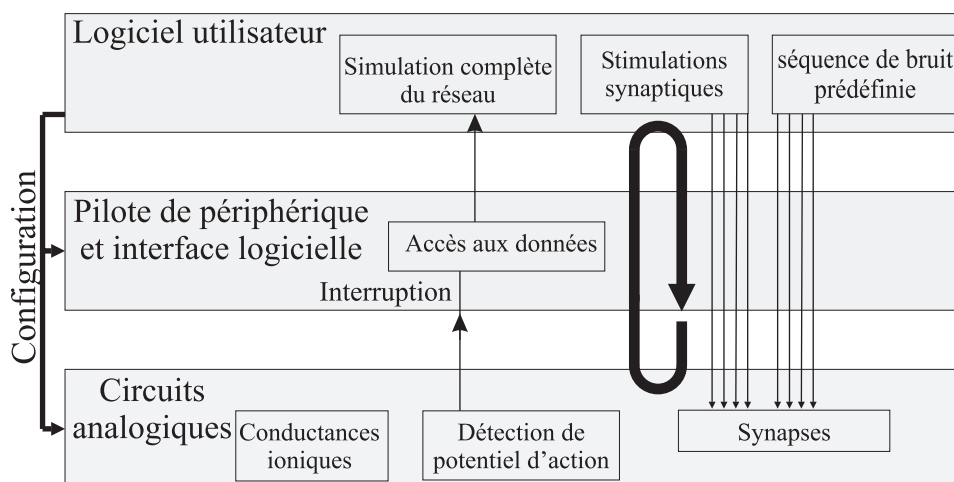 Logiciel utilisateur
Simulation complète
du réseau
Stimulations
synaptiques
séquence de bruit
prédéfinie
Configuration
Pilote de périphérique
et interface logicielle
Accès aux données
Interruption
Circuits
analogiques
Conductances
ioniques
Détection de
potentiel d’action
Synapses